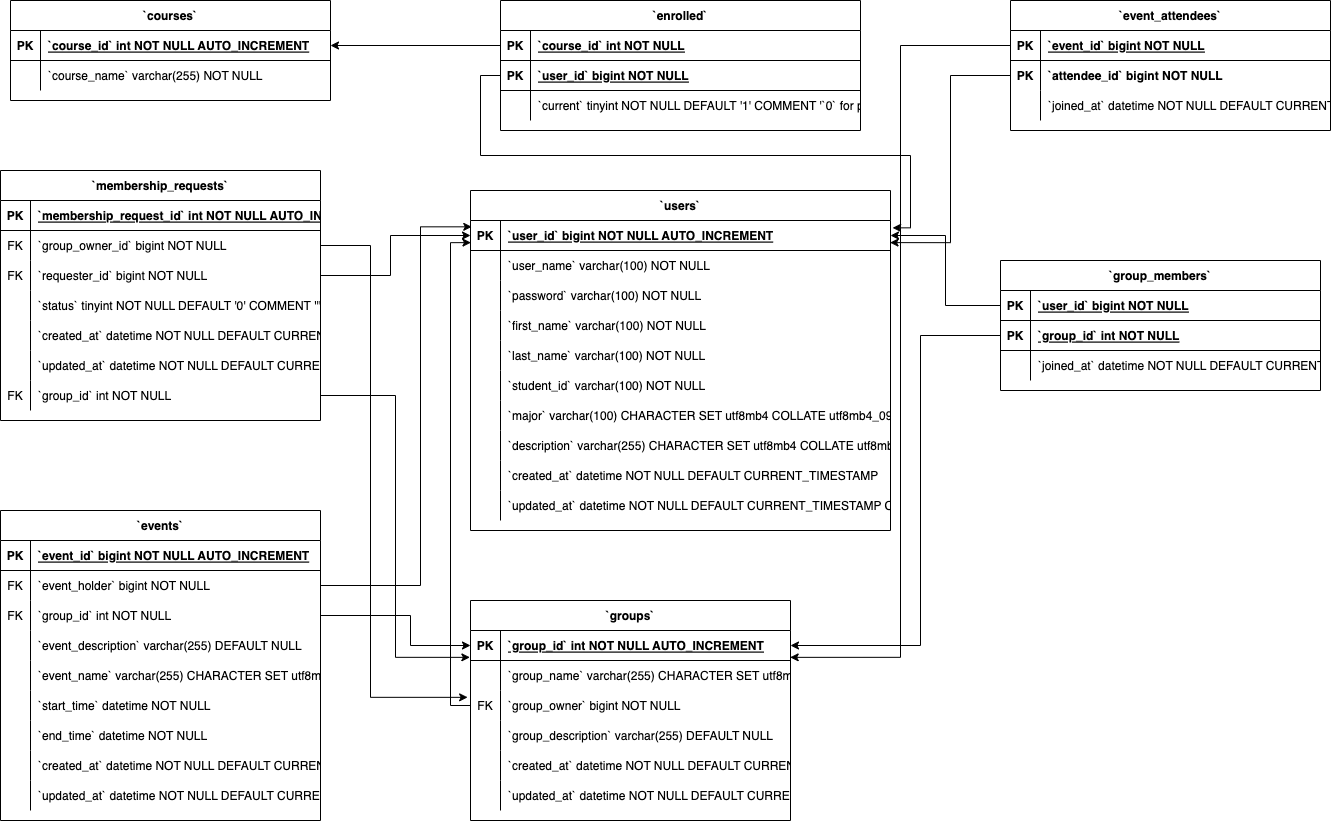 `courses`
PK `course_id` int NOT NULL AUTO_INCREMENT
`course_name` varchar(255) NOT NULL
`enrolled`
PK `course_id` int NOT NULL
PK `user_id` bigint NOT NULL
`current` tinyint NOT NULL DEFAULT '1' COMMENT '`0` for
`event_attendees`
PK `event_id` bigint NOT NULL
PK `attendee_id` bigint NOT NULL
`joined_at` datetime NOT NULL DEFAULT CURRENT
`membership_requests`
PK `membership_request_id` int NOT NULL AUTO_IN
FK `group_owner_id` bigint NOT NULL
FK `requester_id` bigint NOT NULL
`status` tinyint NOT NULL DEFAULT '0' COMMENT
`created_at` datetime NOT NULL DEFAULT CURREN
`updated_at` datetime NOT NULL DEFAULT CURRE
FK `group_id` int NOT NULL
`users`
PK `user_id` bigint NOT NULL AUTO_INCREMENT
`user_name` varchar(100) NOT NULL
`password` varchar(100) NOT NULL
`first_name` varchar(100) NOT NULL
`last_name` varchar(100) NOT NULL
`student_id` varchar(100) NOT NULL
`major` varchar(100) CHARACTER SET utf8mb4 COLLATE utf8mb4_09
`description` varchar(255) CHARACTER SET utf8mb4 COLLATE utf8mb
`created_at` datetime NOT NULL DEFAULT CURRENT_TIMESTAMP
`updated_at` datetime NOT NULL DEFAULT CURRENT_TIMESTAMP
`group_members`
PK `user_id` bigint NOT NULL
PK `group_id` int NOT NULL
`joined_at` datetime NOT NULL DEFAULT CURRENT
`events`
PK `event_id` bigint NOT NULL AUTO_INCREMENT
FK `event_holder` bigint NOT NULL
FK `group_id` int NOT NULL
`event_description` varchar(255) DEFAULT NULL
`event_name` varchar(255) CHARACTER SET utf8m
`start_time` datetime NOT NULL
`end_time` datetime NOT NULL
`created_at` datetime NOT NULL DEFAULT CURREN
`updated_at` datetime NOT NULL DEFAULT CURRE
`groups`
PK `group_id` int NOT NULL AUTO_INCREMENT
`group_name` varchar(255) CHARACTER SET utf8m
FK `group_owner` bigint NOT NULL
`group_description` varchar(255) DEFAULT NULL
`created_at` datetime NOT NULL DEFAULT CURREN
`updated_at` datetime NOT NULL DEFAULT CURRE